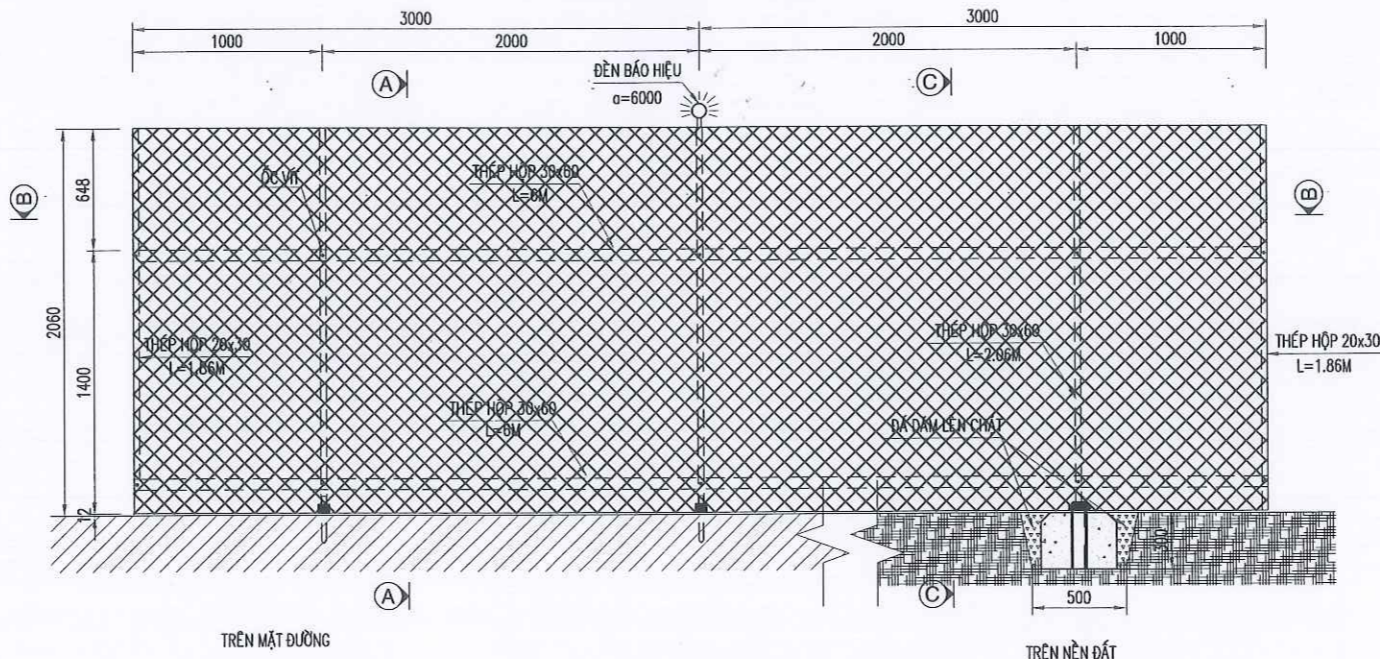 3000
3000
1000
2000
2000
1000
A
ĐÈN BÁO HIỆU
a=6000
C
B
648
ỐC VÍT
THÉP HỘP 30x60
L=6M
B
2060
1400
THÉP HỘP 20x30
L=1.86M
THÉP HỘP 30x60
L=2.06M
THÉP HỘP 20x30
L=1.86M
THÉP HỘP 30x60
L=6M
ĐÁ DĂM LÈN CHẶT
12
300
A
C
500
TRÊN MẶT ĐƯỜNG
TRÊN NỀN ĐẤT